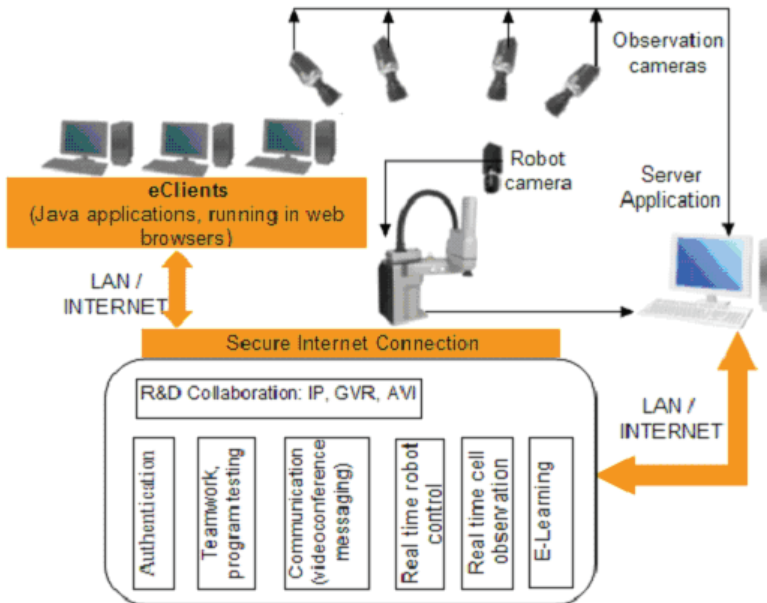 Observation
cameras
Robot
camera
Server
Application
eClients
(Java applications, running in web
browsers)
LAN /
INTERNET
Secure Internet Connection
R&D Collaboration: IP, GVR, AVI
LAN /
INTERNET
Authentication
Teamwork,
program testing
Communication
(videoconference
messaging)
Real time robot
control
Real time cell
observation
E-Learning